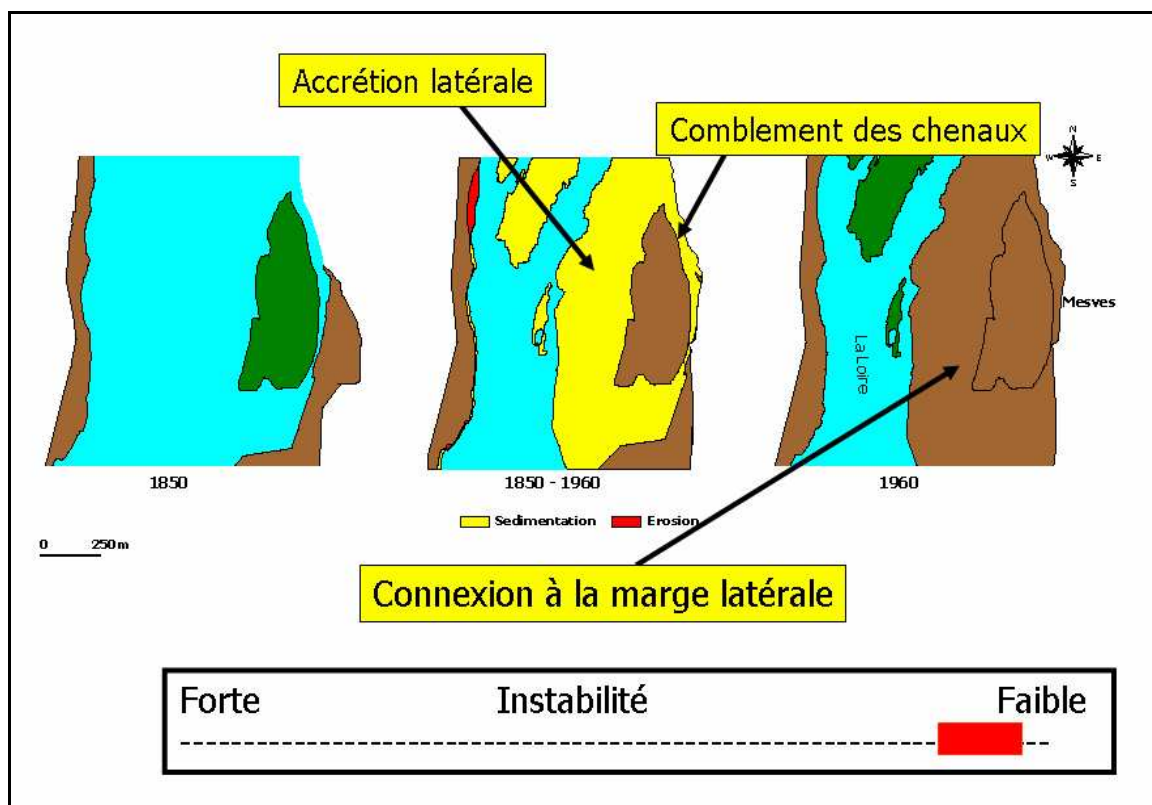 Accrétion latérale
Comblement des chenaux
N
W E
S
Mesves
La Loire
1850
1850 - 1960
1960
Sedimentation Erosion
0 250 m
Connexion à la marge latérale
Forte Instabilité Faible